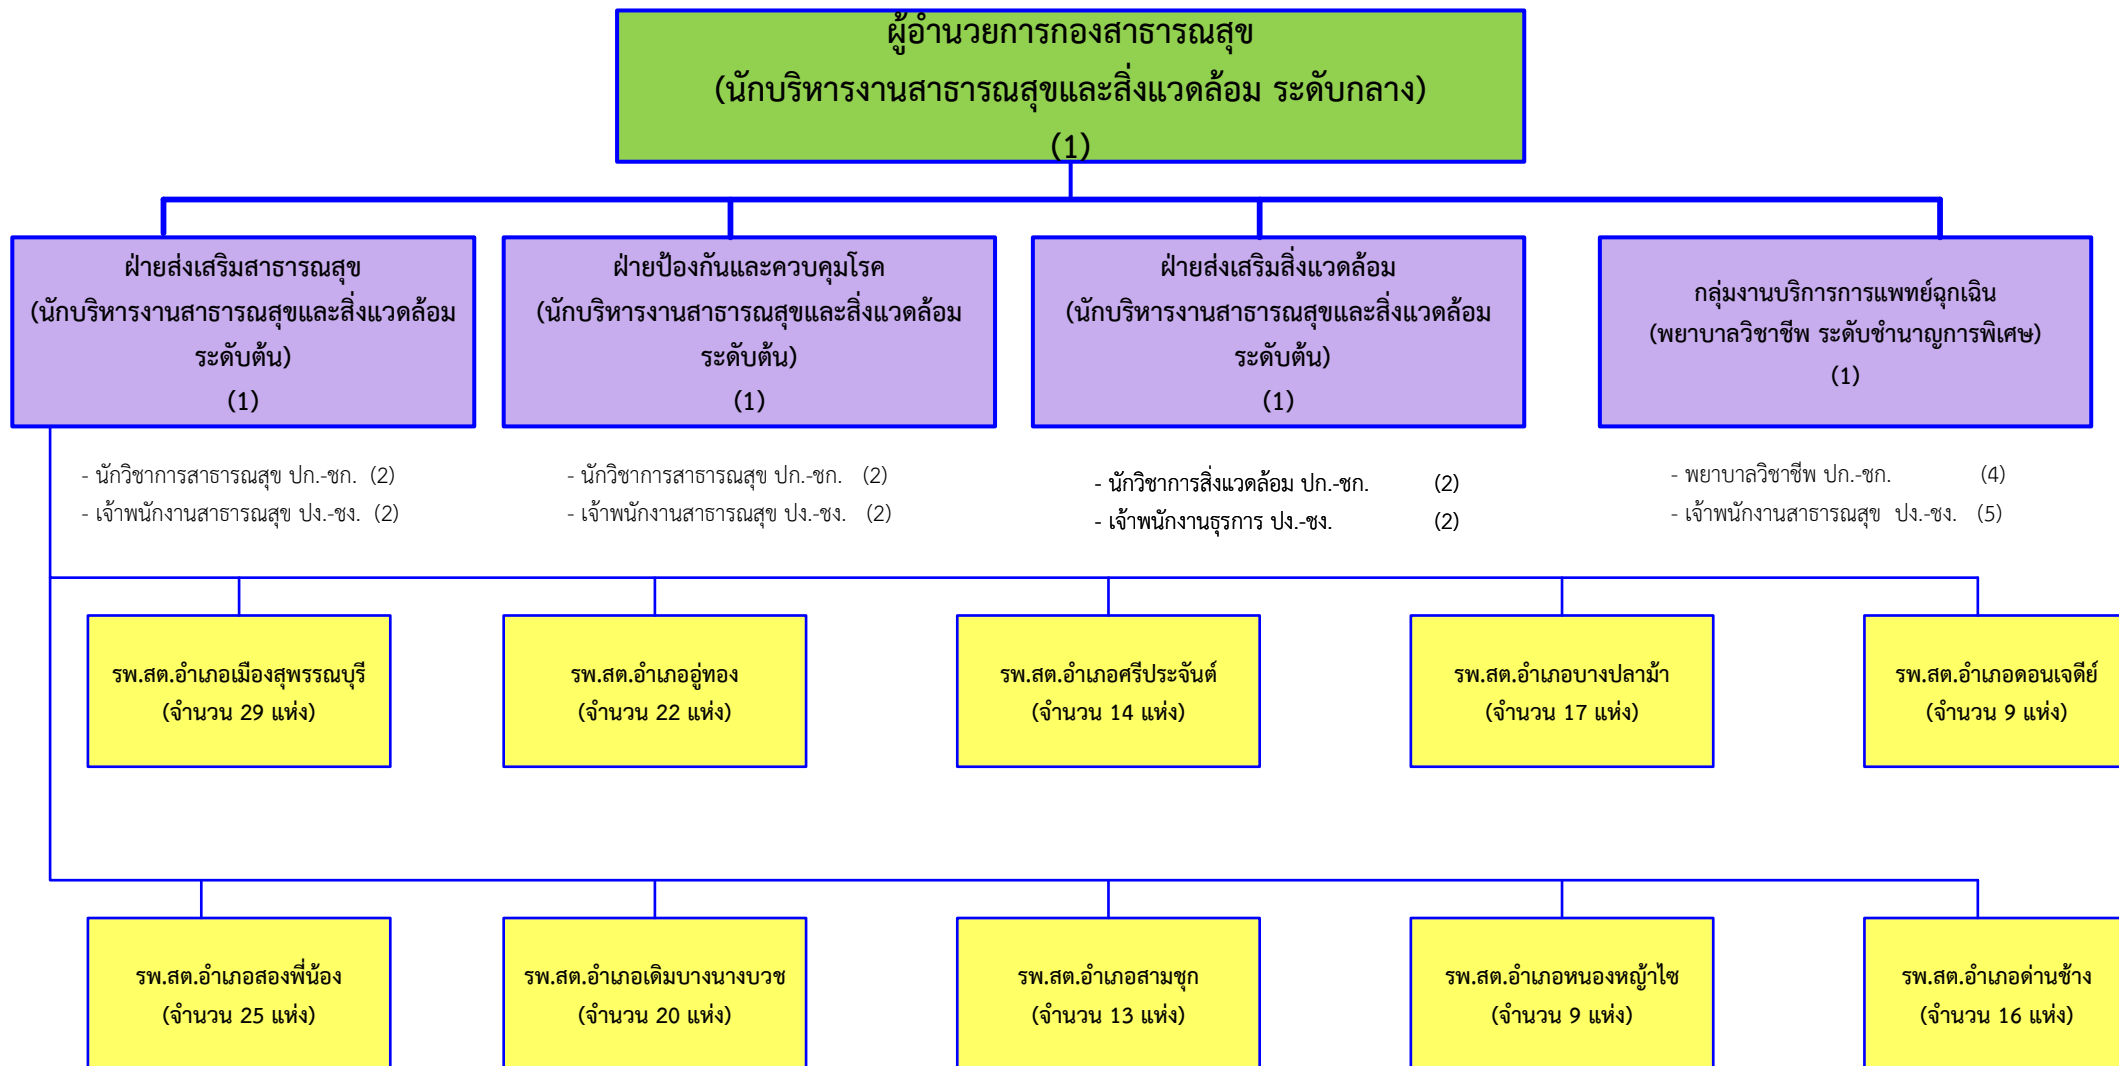 ผู้อำนวยการกองสาธารณสุข
(นักบริหารงานสาธารณสุขและสิ่งแวดล้อม ระดับกลาง)
(1)
ฝ่ายส่งเสริมสาธารณสุข
(นักบริหารงานสาธารณสุขและสิ่งแวดล้อม
ระดับต้น)
(1)
ฝ่ายป้องกันและควบคุมโรค
(นักบริหารงานสาธารณสุขและสิ่งแวดล้อม
ระดับต้น)
(1)
ฝ่ายส่งเสริมสิ่งแวดล้อม
(นักบริหารงานสาธารณสุขและสิ่งแวดล้อม
ระดับต้น)
(1)
กลุ่มงานบริการการแพทย์ฉุกเฉิน
(พยาบาลวิชาชีพ ระดับชำนาญการพิเศษ)
(1)
- นักวิชาการสาธารณสุข ปก.-ชก. (2)
- เจ้าพนักงานสาธารณสุข ปง.-ชง. (2)
- นักวิชาการสาธารณสุข ปก.-ชก. (2)
- เจ้าพนักงานสาธารณสุข ปง.-ชง. (2)
- นักวิชาการสิ่งแวดล้อม ปก.-ชก. (2)
- เจ้าพนักงานธุรการ ปง.-ชง. (2)
- พยาบาลวิชาชีพ ปก.-ชก. (4)
- เจ้าพนักงานสาธารณสุข ปง.-ชง. (5)
รพ.สต.อำเภอเมืองสุพรรณบุรี
(จำนวน 29 แห่ง)
รพ.สต.อำเภออู่ทอง
(จำนวน 22 แห่ง)
รพ.สต.อำเภอศรีประจันต์
(จำนวน 14 แห่ง)
รพ.สต.อำเภอบางปลาม้า
(จำนวน 17 แห่ง)
รพ.สต.อำเภอดอนเจดีย์
(จำนวน 9 แห่ง)
รพ.สต.อำเภอสองพี่น้อง
(จำนวน 25 แห่ง)
รพ.สต.อำเภอเดิมบางนางบวช
(จำนวน 20 แห่ง)
รพ.สต.อำเภอสามชุก
(จำนวน 13 แห่ง)
รพ.สต.อำเภอหนองหญ้าไซ
(จำนวน 9 แห่ง)
รพ.สต.อำเภอด่านช้าง
(จำนวน 16 แห่ง)